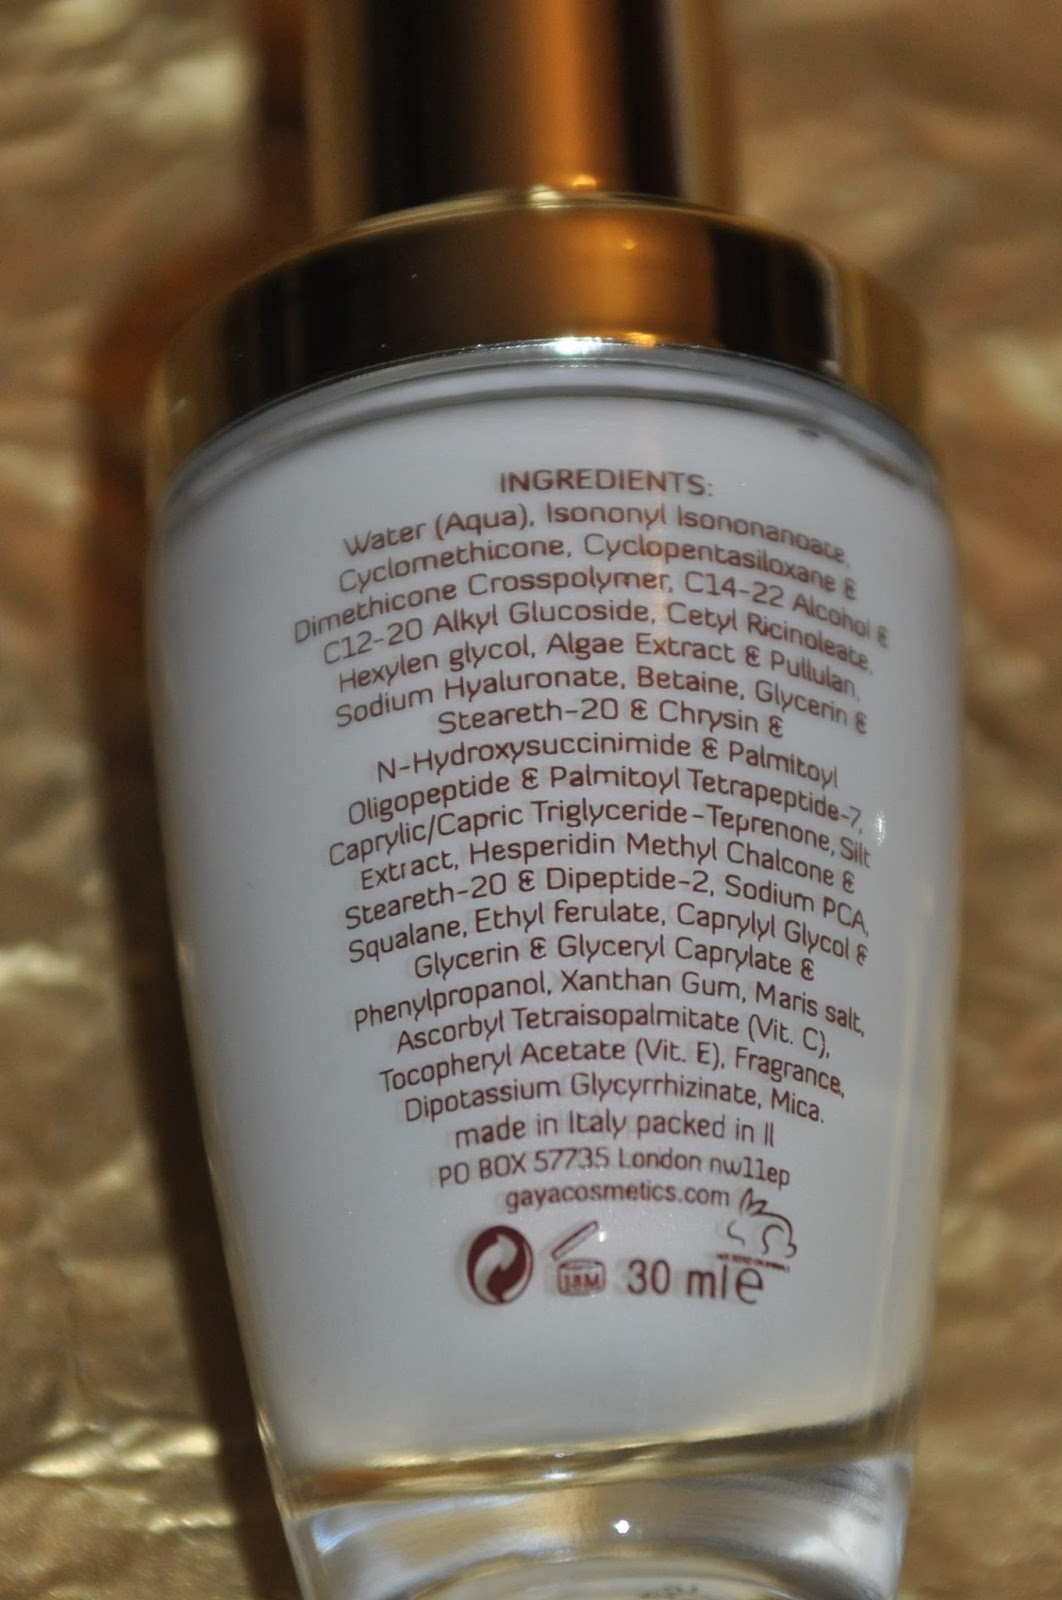 INGREDIENTS:
Water (Aqua), Isononyl Isononanoate,
Cyclomethicone, Cyclopentasiloxane &
Dimethicone Crosspolymer, C14-22 Alcohol &
C12-20 Alkyl Glucoside, Cetyl Ricinoleate,
Hexylen glycol, Algae Extract & Pullulan,
Sodium Hyaluronate, Betaine, Glycerin &
Steareth-20 & Chrysin &
N-Hydroxysuccinimide & Palmitoyl
Oligopeptide & Palmitoyl Tetrapeptide-7,
Caprylic/Capric Triglyceride-Teprenone, Silt
Extract, Hesperidin Methyl Chalcone &
Steareth-20 & Dipeptide-2, Sodium PCA,
Squalane, Ethyl ferulate, Caprylyl Glycol &
Glycerin & Glyceryl Caprylate &
Phenylpropanol, Xanthan Gum, Maris salt,
Ascorbyl Tetraisopalmitate (Vit. C),
Tocopheryl Acetate (Vit. E), Fragrance,
Dipotassium Glycyrrhizinate, Mica.
made in Italy packed in Il
PO BOX 57735 London nw11ep
gayacosmetics.com
18M 30 ml e